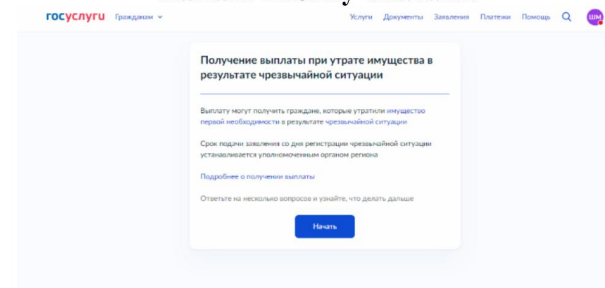 госуслуги Гражданам Услуги Документы Заявления Платежи Помощь ШМ
Получение выплаты при утрате имущества в
результате чрезвычайной ситуации
Выплату могут получить граждане, которые утратили имущество
первой необходимости в результате чрезвычайной ситуации
Срок подачи заявления со дня регистрации чрезвычайной ситуации
устанавливается уполномоченным органом региона
Подробнее о получении выплаты
Ответьте на несколько вопросов и узнайте, что делать дальше
Начать